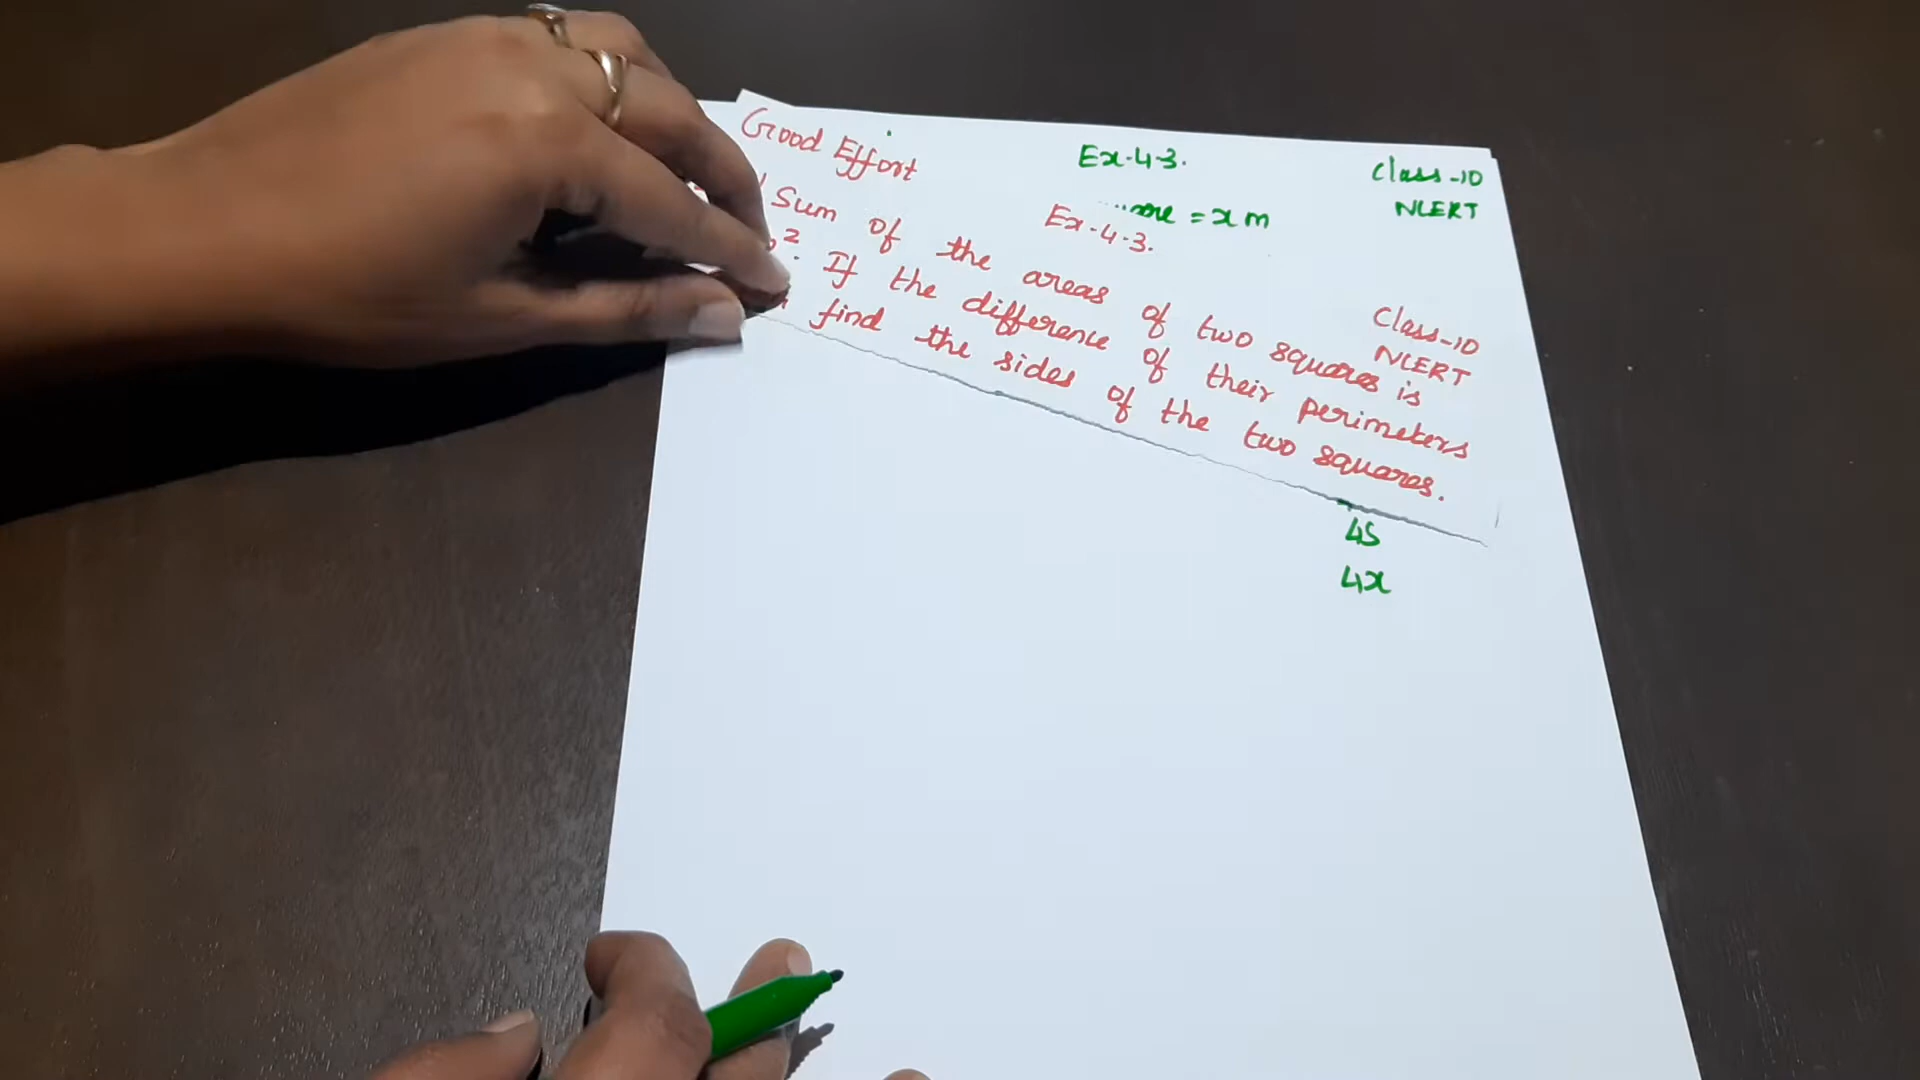 Good Effort
Ex-4-3.
Class-10
NCERT
= x m
Ex-4-3.
Class-10
NCERT
Sum of the areas of two squares is
2. If the difference of their perimeters
find the sides of the two squares.
4S
4x